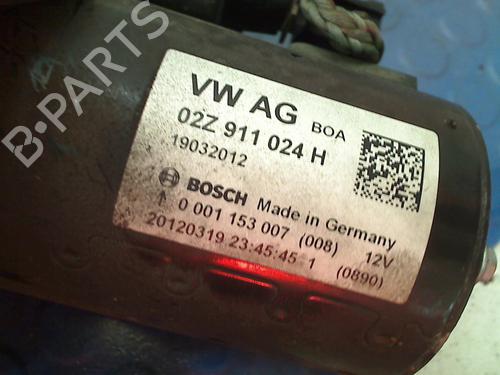 B-PARTS
VW AG BOA
02Z 911 024 H
19032012
BOSCH Made in Germany
0 001 153 007 (008) 12V
20120319 23:45:45 1 (0890)
B-PARTS